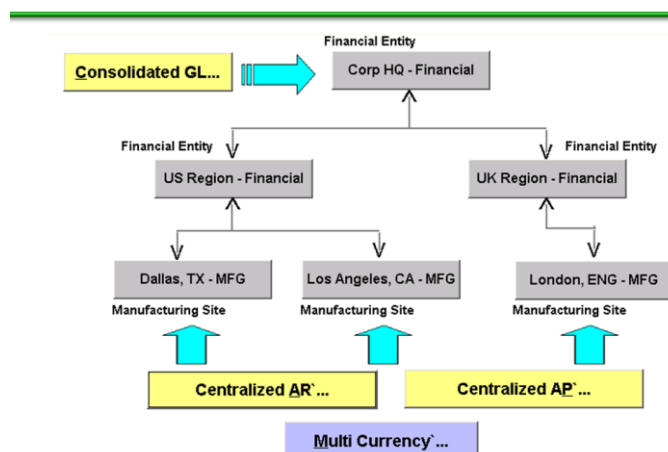 Financial Entity
Consolidated GL...
Corp HQ - Financial
Financial Entity
Financial Entity
US Region - Financial
UK Region - Financial
Dallas, TX - MFG
Los Angeles, CA - MFG
London, ENG - MFG
Manufacturing Site
Manufacturing Site
Manufacturing Site
Centralized AR`...
Centralized AP`...
Multi Currency`...